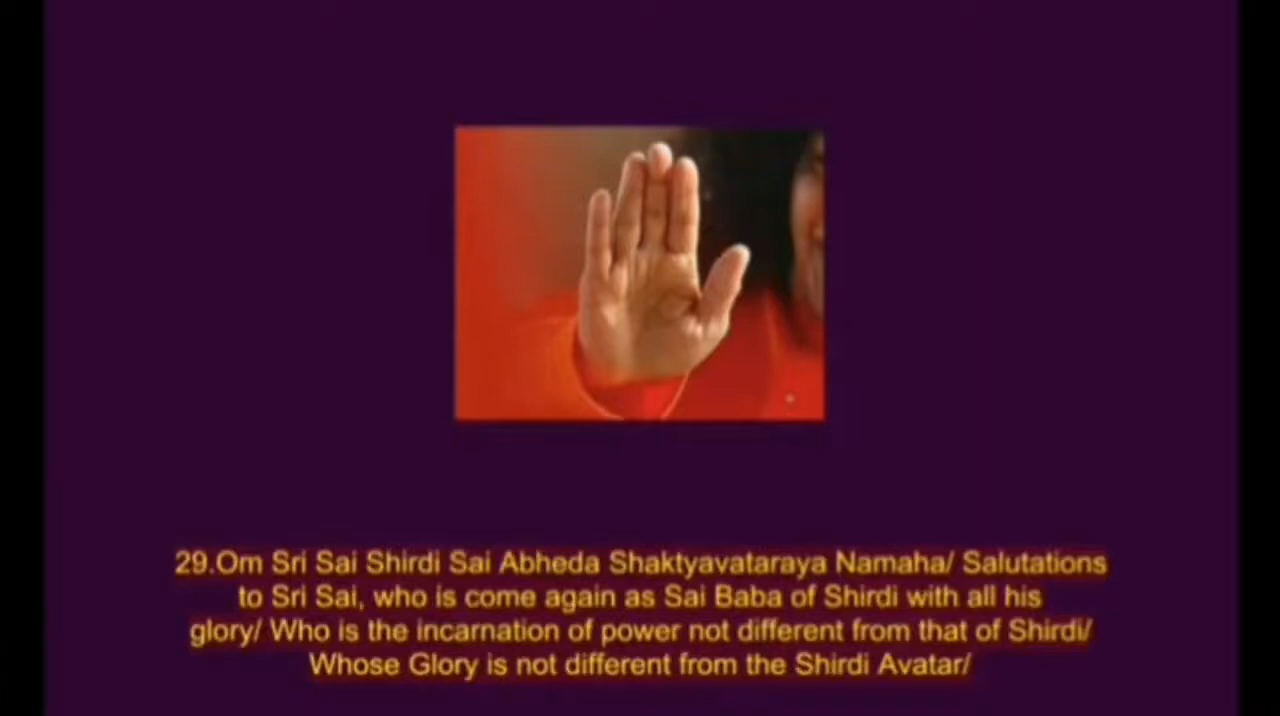 29.Om Sri Sai Shirdi Sai Abheda Shaktyavataraya Namaha/ Salutations
to Sri Sai, who is come again as Sai Baba of Shirdi with all his
glory/ Who is the incarnation of power not different from that of Shirdi/
Whose Glory is not different from the Shirdi Avatar/